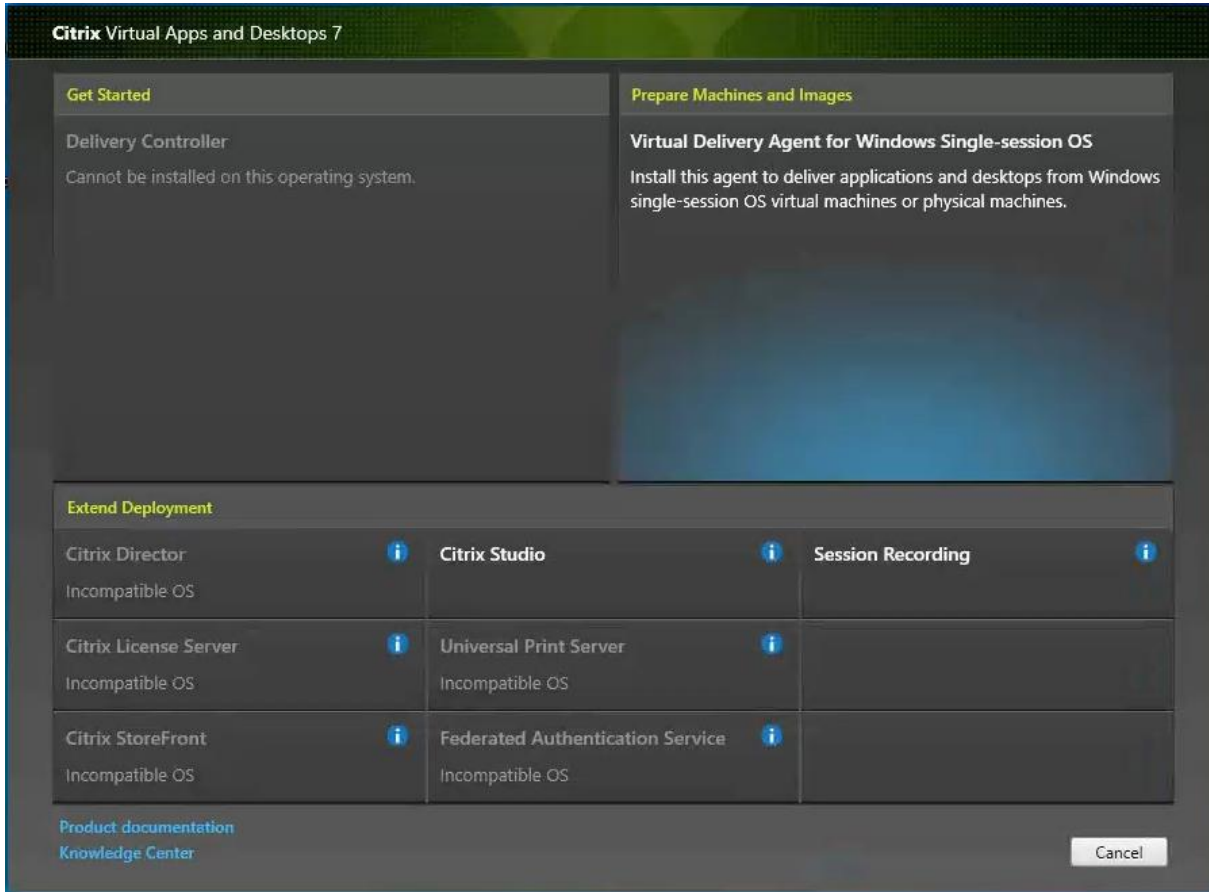 Citrix Virtual Apps and Desktops 7
Get Started
Delivery Controller
Cannot be installed on this operating system.
Prepare Machines and Images
Virtual Delivery Agent for Windows Single-session OS
Install this agent to deliver applications and desktops from Windows
single-session OS virtual machines or physical machines.
Extend Deployment
Citrix Director
Incompatible OS
Citrix Studio
Session Recording
Citrix License Server
Incompatible OS
Universal Print Server
Incompatible OS
Citrix StoreFront
Incompatible OS
Federated Authentication Service
Incompatible OS
Product documentation
Knowledge Center
Cancel